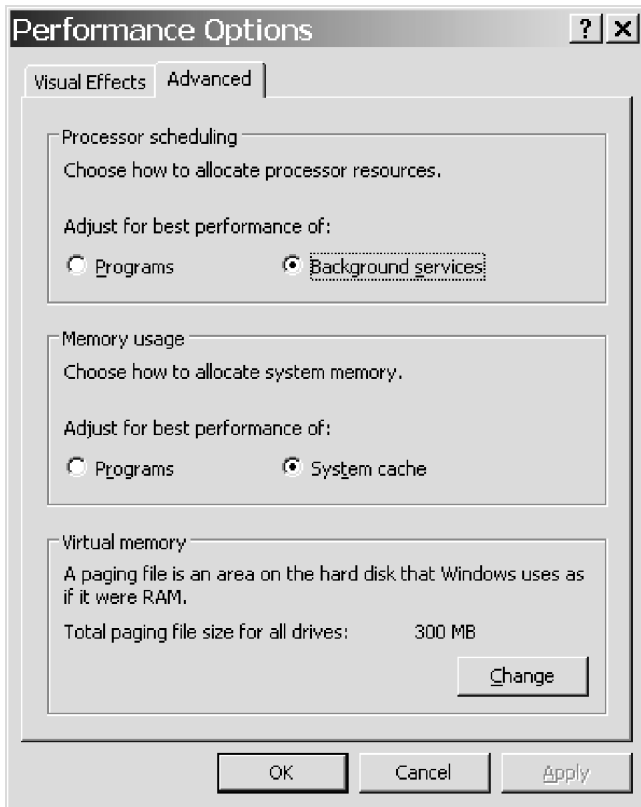 Performance Options
Visual Effects
Advanced
Processor scheduling
Choose how to allocate processor resources.
Adjust for best performance of:
Programs
Background services
Memory usage
Choose how to allocate system memory.
Adjust for best performance of:
Programs
System cache
Virtual memory
A paging file is an area on the hard disk that Windows uses as
if it were RAM.
Total paging file size for all drives: 300 MB
Change
OK
Cancel
Apply